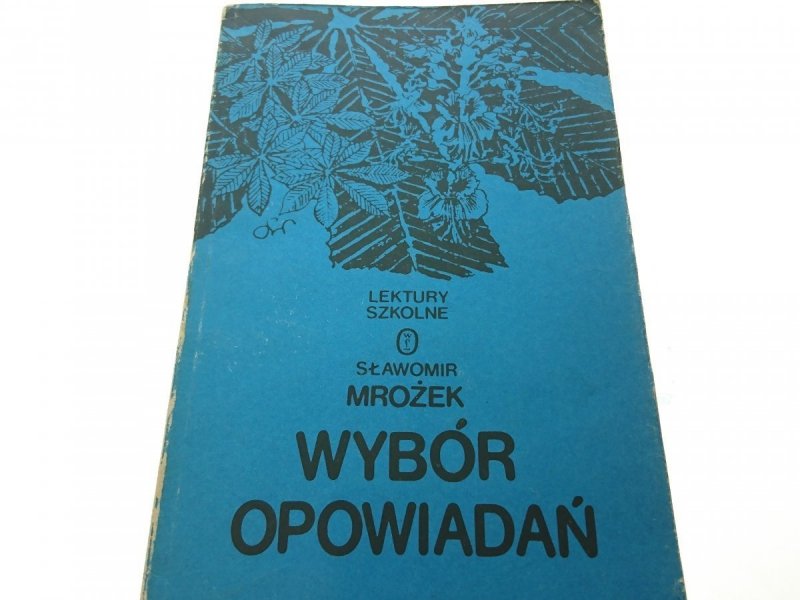 LEKTURY
SZKOLNE
SŁAWOMIR
MROŻEK
WYBÓR
OPOWIADAŃ